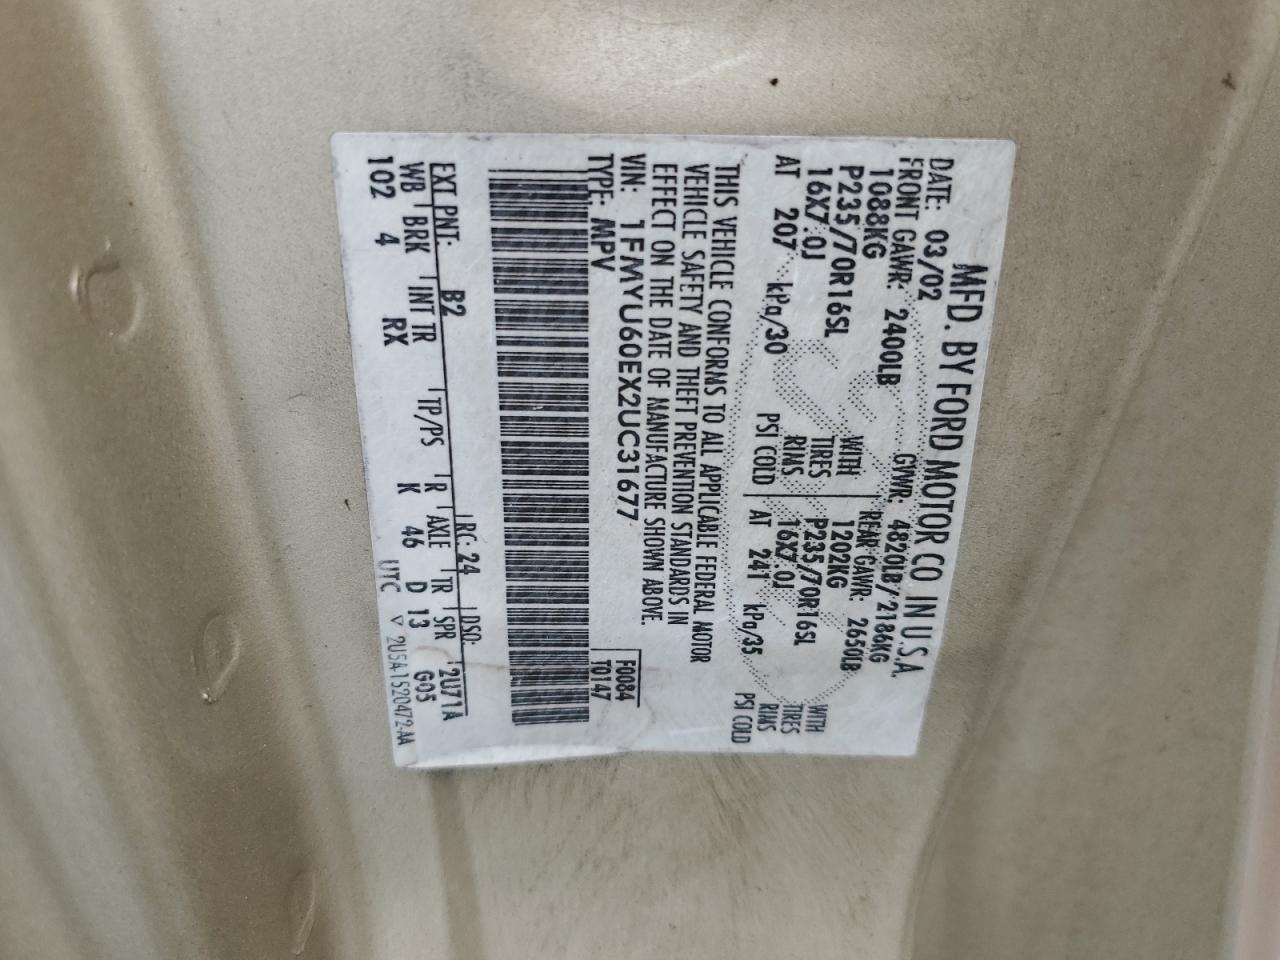 MFD. BY FORD MOTOR CO IN U.S.A.
DATE: 03/02 GVWR: 4820LB/2186KG
FRONT GAWR: 2400LB REAR GAWR: 2650LB
1088KG WITH 1202KG WITH
P235/70R16SL TIRES P235/70R16SL TIRES
16X7.0J RIMS 16X7.0J RIMS
AT 207 kPa/30 PSI COLD AT 241 kPa/35 PSI COLD
THIS VEHICLE CONFORMS TO ALL APPLICABLE FEDERAL MOTOR
VEHICLE SAFETY AND THEFT PREVENTION STANDARDS IN
EFFECT ON THE DATE OF MANUFACTURE SHOWN ABOVE.
VIN: 1FMYU60EX2UC31677 F0084
TYPE: MPV T0147
EXT PNT: B2 RC: 24 DSO: 2U71A
WB BRK INT TR TP/PS R AXLE TR SPR G05
102 4 RX K 46 D 13
UTC ▽ 2U5A-1520472-AA